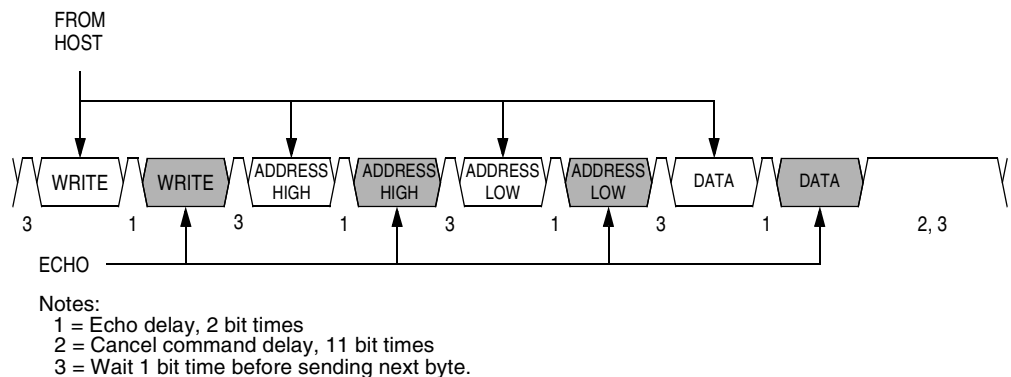 FROM
HOST
WRITE WRITE ADDRESS HIGH ADDRESS HIGH ADDRESS LOW ADDRESS LOW DATA DATA
3 1 3 1 3 1 3 1 2, 3
ECHO
Notes:
1 = Echo delay, 2 bit times
2 = Cancel command delay, 11 bit times
3 = Wait 1 bit time before sending next byte.